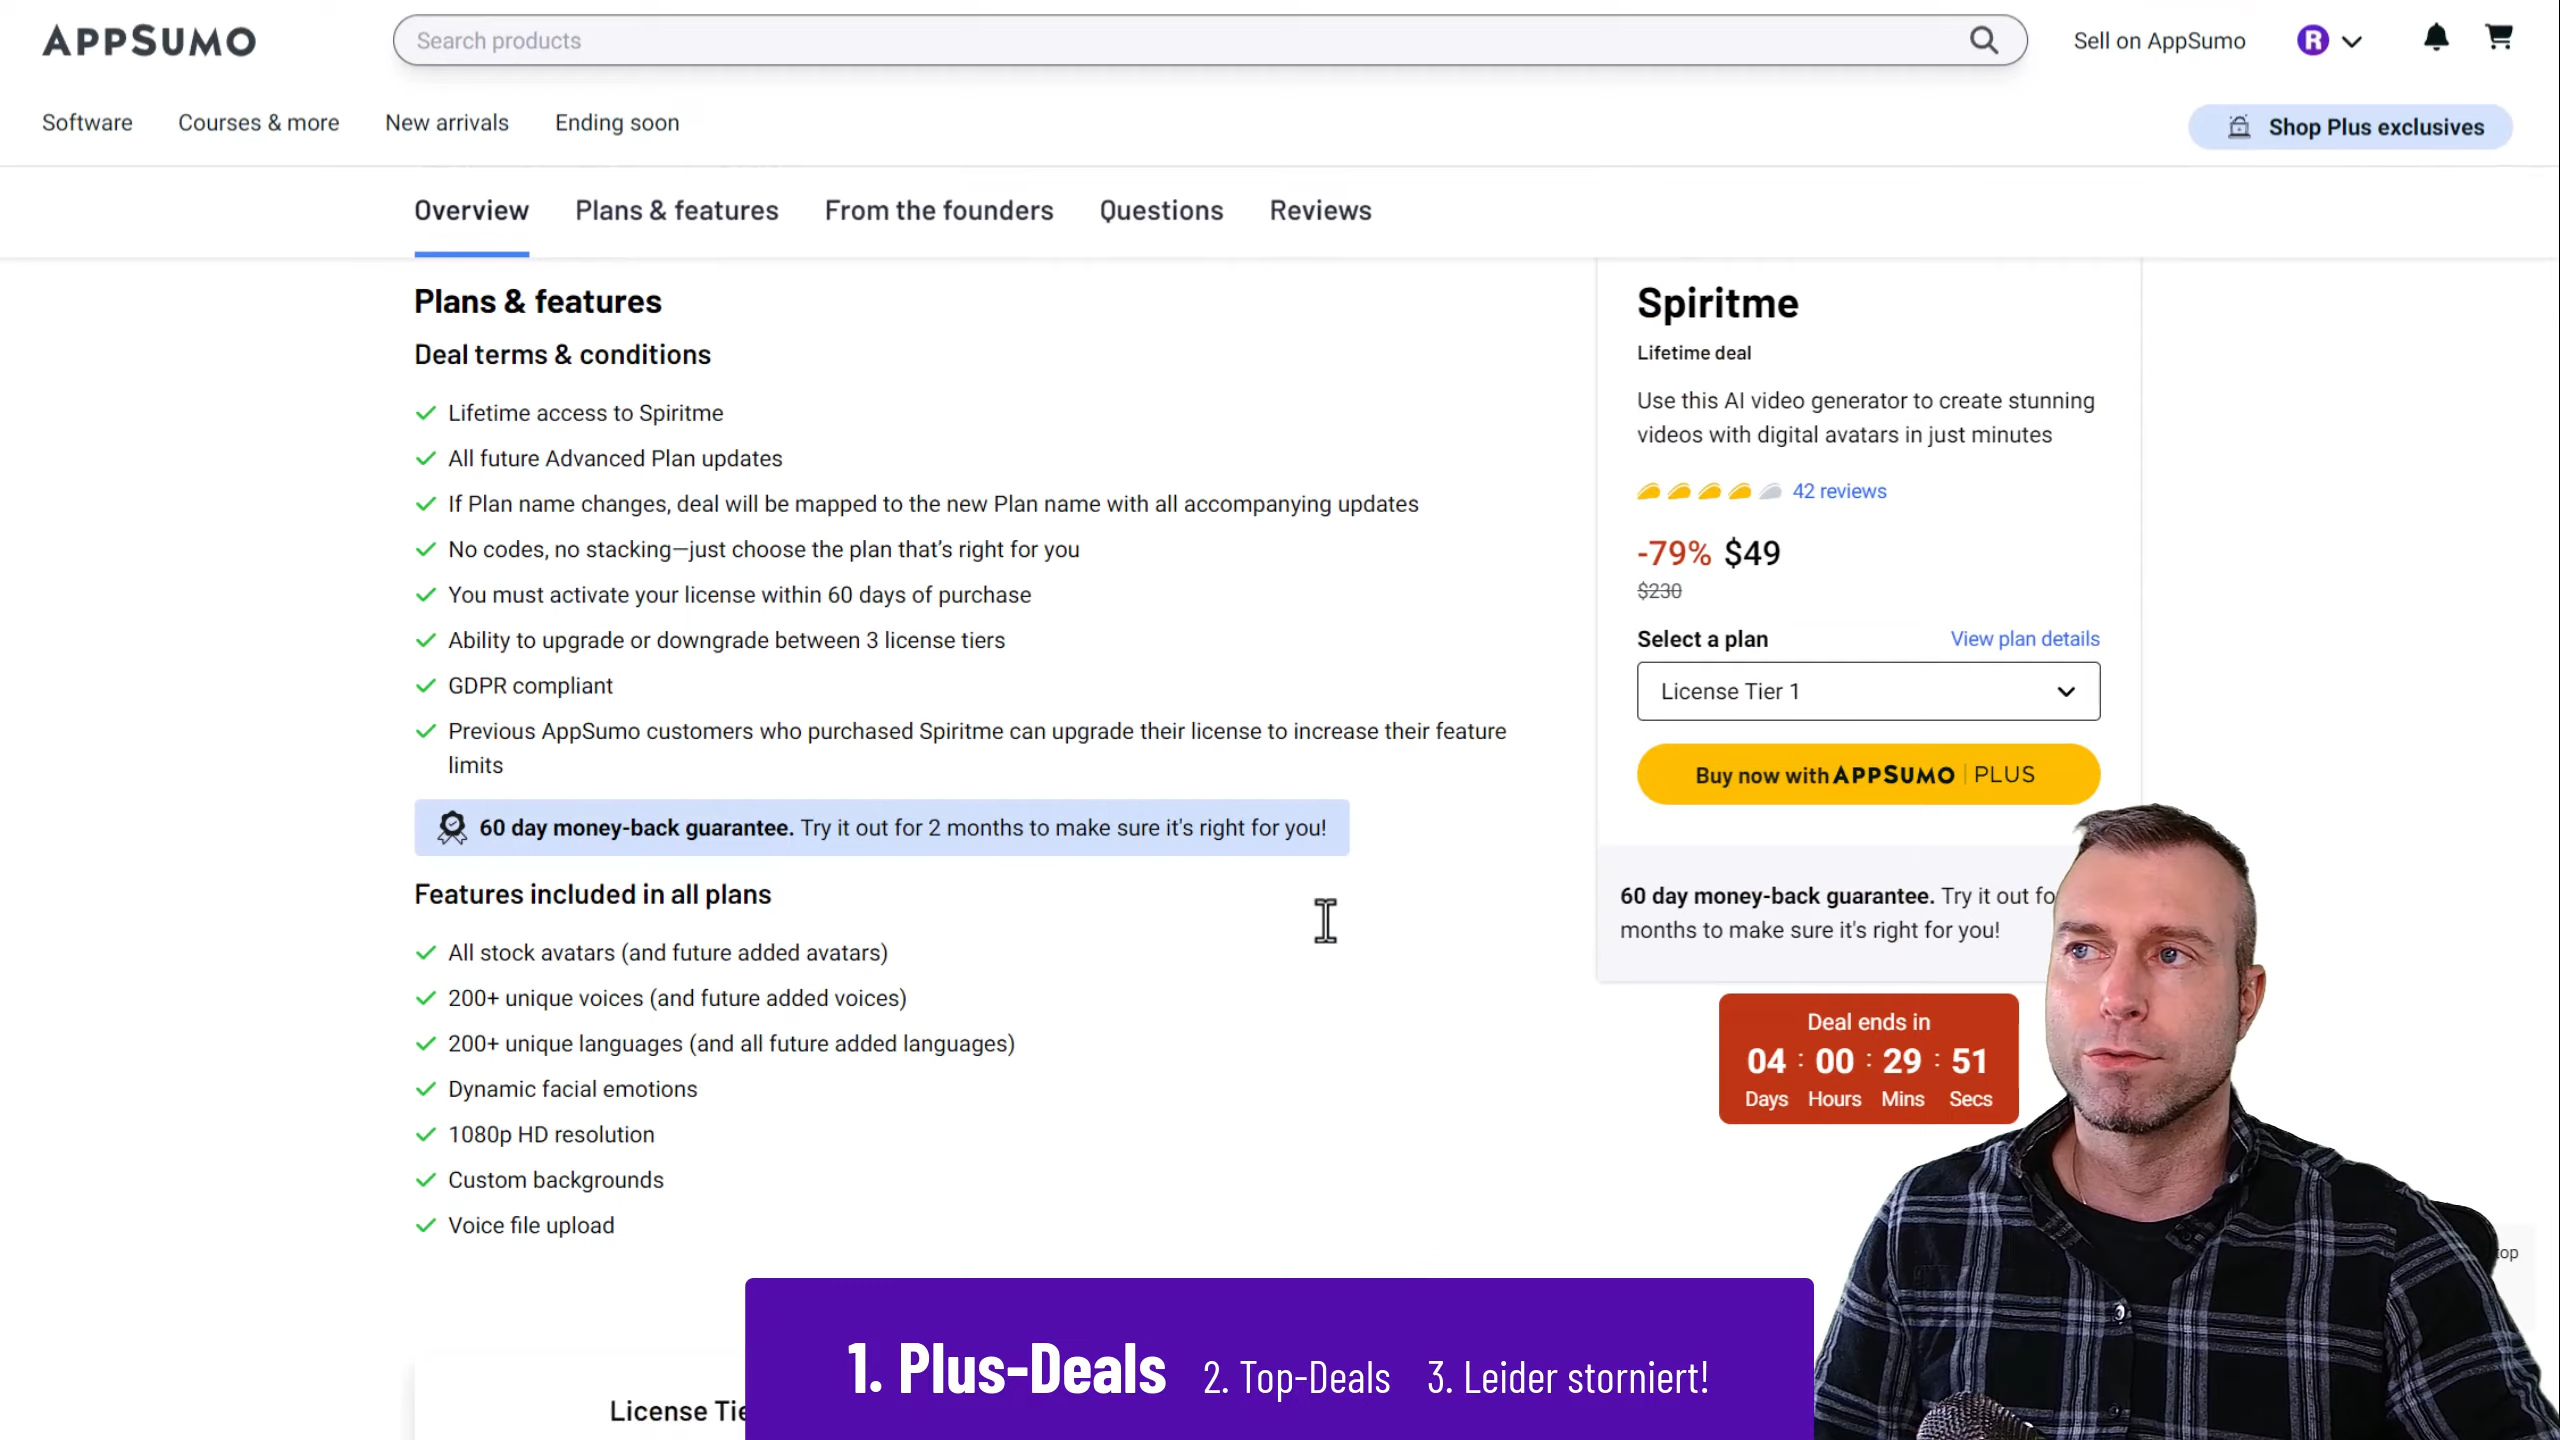 APPSUMO
Search products
Sell on AppSumo
R
Software
Courses & more
New arrivals
Ending soon
Shop Plus exclusives
Overview
Plans & features
From the founders
Questions
Reviews
Plans & features
Deal terms & conditions
Lifetime access to Spiritme
All future Advanced Plan updates
If Plan name changes, deal will be mapped to the new Plan name with all accompanying updates
No codes, no stacking—just choose the plan that's right for you
You must activate your license within 60 days of purchase
Ability to upgrade or downgrade between 3 license tiers
GDPR compliant
Previous AppSumo customers who purchased Spiritme can upgrade their license to increase their feature
limits
60 day money-back guarantee. Try it out for 2 months to make sure it's right for you!
Features included in all plans
All stock avatars (and future added avatars)
200+ unique voices (and future added voices)
200+ unique languages (and all future added languages)
Dynamic facial emotions
1080p HD resolution
Custom backgrounds
Voice file upload
License Tie
Spiritme
Lifetime deal
Use this AI video generator to create stunning
videos with digital avatars in just minutes
42 reviews
-79% $49
$230
Select a plan
View plan details
License Tier 1
Buy now with APPSUMO | PLUS
60 day money-back guarantee. Try it out fo
months to make sure it's right for you!
Deal ends in
04 : 00 : 29 : 51
Days Hours Mins Secs
top
1. Plus-Deals 2. Top-Deals 3. Leider storniert!